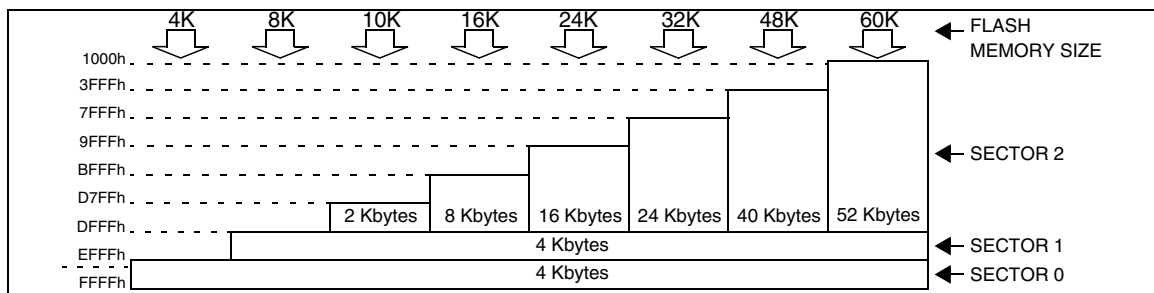 4K 8K 10K 16K 24K 32K 48K 60K FLASH
MEMORY SIZE
1000h
3FFFh
7FFFh
9FFFh
BFFFh SECTOR 2
D7FFh
2 Kbytes 8 Kbytes 16 Kbytes 24 Kbytes 40 Kbytes 52 Kbytes
DFFFh
4 Kbytes SECTOR 1
EFFFh
4 Kbytes SECTOR 0
FFFFh